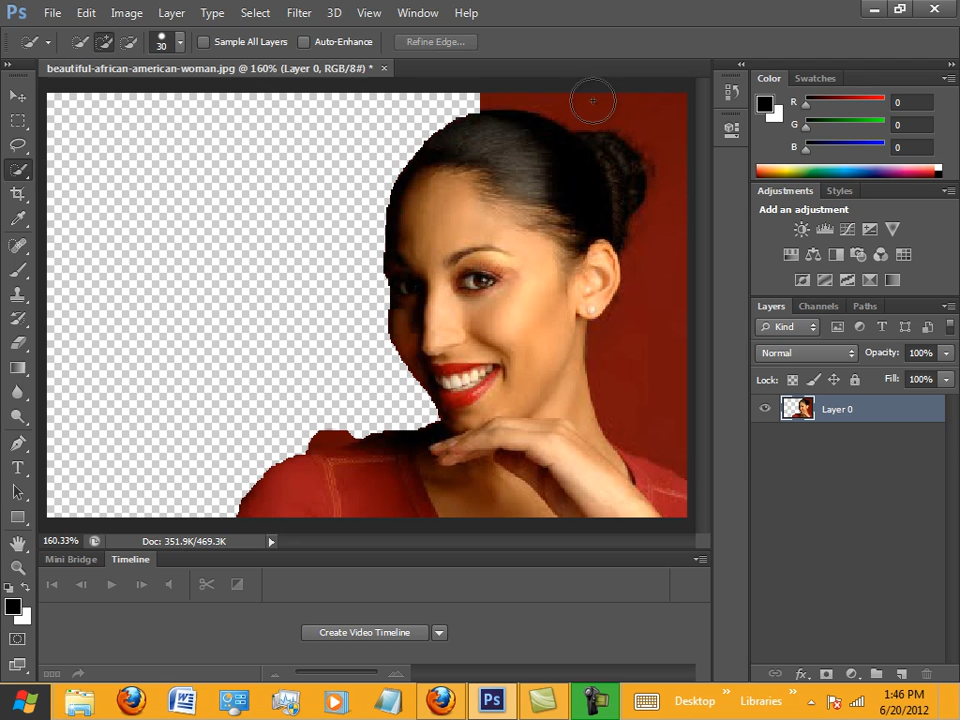 Ps File Edit Image Layer Type Select Filter 3D View Window Help
30 Sample All Layers Auto-Enhance Refine Edge...
beautiful-african-american-woman.jpg @ 160% (Layer 0, RGB/8#) * ×
Color Swatches
R 0
G 0
B 0
Adjustments Styles
Add an adjustment
Layers Channels Paths
Kind T
Normal Opacity: 100%
Lock: Fill: 100%
Layer 0
T
160.33% Doc: 351.9K/469.3K
Mini Bridge Timeline
Create Video Timeline
fx
W Ps Desktop » Libraries » 1:46 PM
6/20/2012